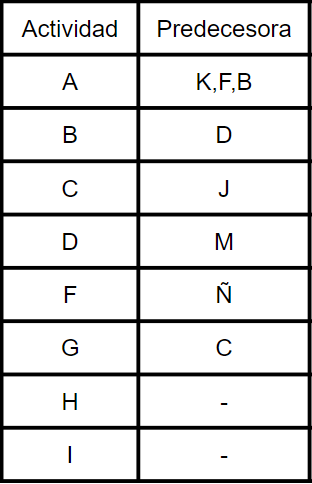 Actividad Predecesora
A K,F,B
B D
C J
D M
F Ñ
G C
H -
I -